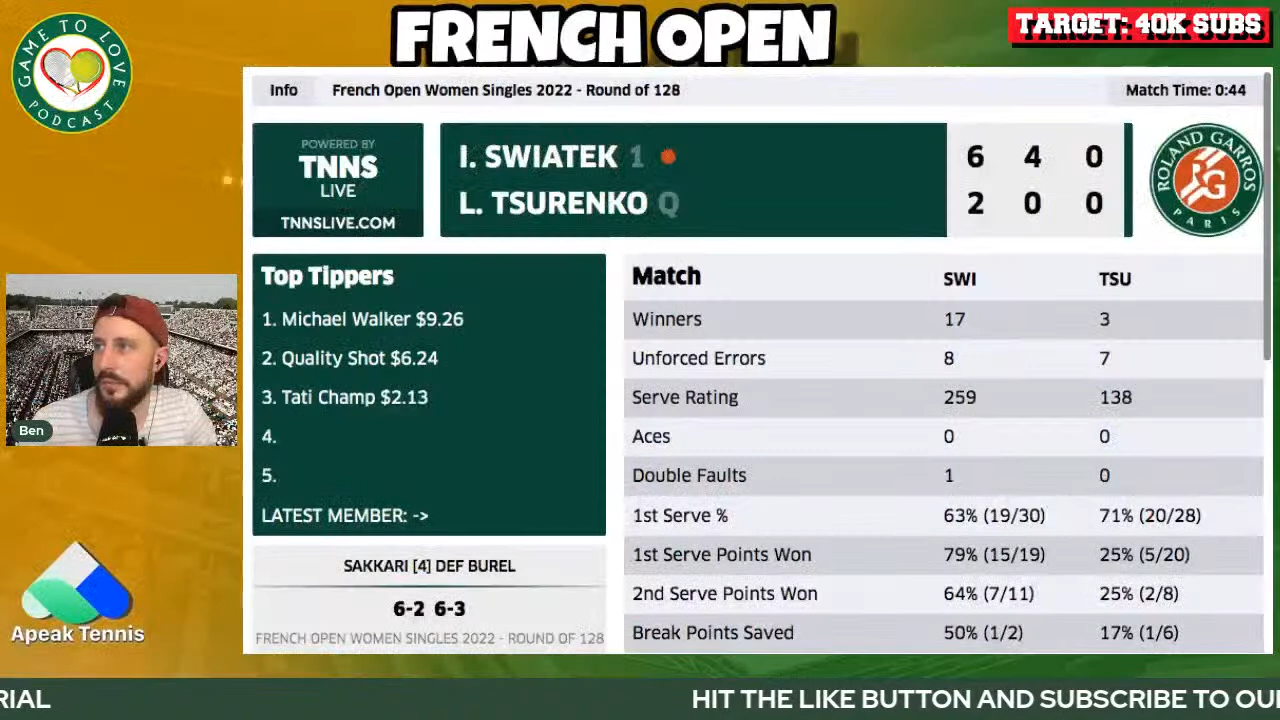 GAME TO LOVE
PODCAST
FRENCH OPEN
TARGET: 40K SUBS
Info
French Open Women Singles 2022 - Round of 128
Match Time: 0:44
POWERED BY
TNNS
LIVE
TNNSLIVE.COM
I. SWIATEK 1
6 4 0
L. TSURENKO Q
2 0 0
ROLAND GARROS
RG
PARIS
Top Tippers
1. Michael Walker $9.26
2. Quality Shot $6.24
3. Tati Champ $2.13
4.
5.
LATEST MEMBER: ->
SAKKARI [4] DEF BUREL
6-2 6-3
FRENCH OPEN WOMEN SINGLES 2022 - ROUND OF 128
Match SWI TSU
Winners 17 3
Unforced Errors 8 7
Serve Rating 259 138
Aces 0 0
Double Faults 1 0
1st Serve % 63% (19/30) 71% (20/28)
1st Serve Points Won 79% (15/19) 25% (5/20)
2nd Serve Points Won 64% (7/11) 25% (2/8)
Break Points Saved 50% (1/2) 17% (1/6)
Ben
Apeak Tennis
RIAL
HIT THE LIKE BUTTON AND SUBSCRIBE TO OU